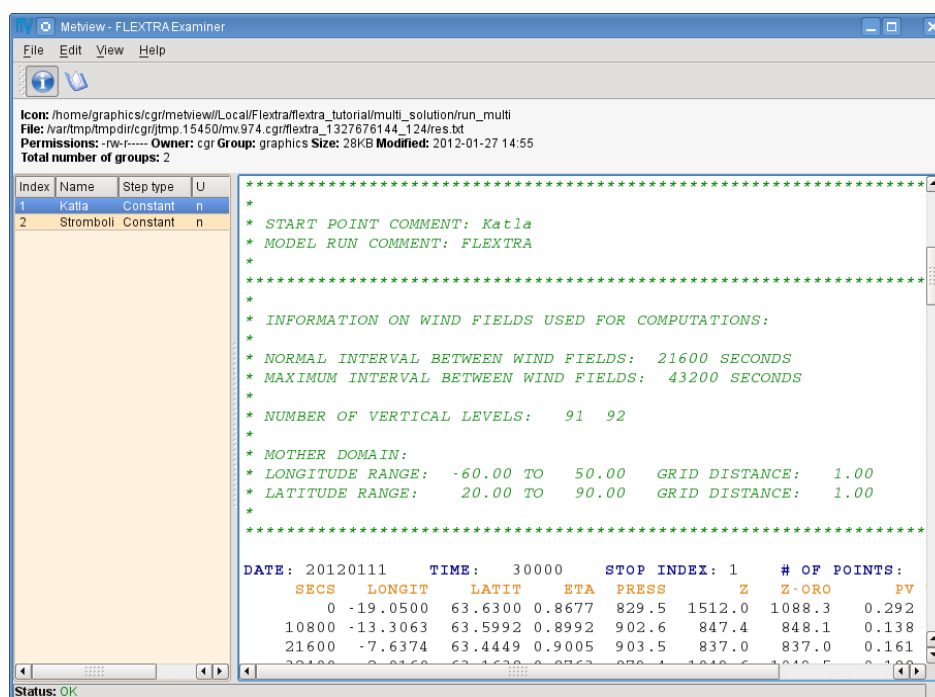 Metview - FLEXTRA Examiner
File Edit View Help
Icon: /home/graphics/cgr/metview//Local/Flextra/flextra_tutorial/multi_solution/run_multi
File: /var/tmp/tmpdir/cgr/jtmp.15450/mv.974.cgr/flextra_1327676144_124/res.txt
Permissions: -rw-r----- Owner: cgr Group: graphics Size: 28KB Modified: 2012-01-27 14:55
Total number of groups: 2
Index Name Step type U
1 Katla Constant n
2 Stromboli Constant n
******************************************************************
*
* START POINT COMMENT: Katla
* MODEL RUN COMMENT: FLEXTRA
*
******************************************************************
*
* INFORMATION ON WIND FIELDS USED FOR COMPUTATIONS:
*
* NORMAL INTERVAL BETWEEN WIND FIELDS: 21600 SECONDS
* MAXIMUM INTERVAL BETWEEN WIND FIELDS: 43200 SECONDS
*
* NUMBER OF VERTICAL LEVELS: 91 92
*
* MOTHER DOMAIN:
* LONGITUDE RANGE: -60.00 TO 50.00 GRID DISTANCE: 1.00
* LATITUDE RANGE: 20.00 TO 90.00 GRID DISTANCE: 1.00
*
******************************************************************
DATE: 20120111 TIME: 30000 STOP INDEX: 1 # OF POINTS:
SECS LONGIT LATIT ETA PRESS Z Z-ORO PV
0 -19.0500 63.6300 0.8677 829.5 1512.0 1088.3 0.292
10800 -13.3063 63.5992 0.8992 902.6 847.4 848.1 0.138
21600 -7.6374 63.4449 0.9005 903.5 837.0 837.0 0.161
Status: OK